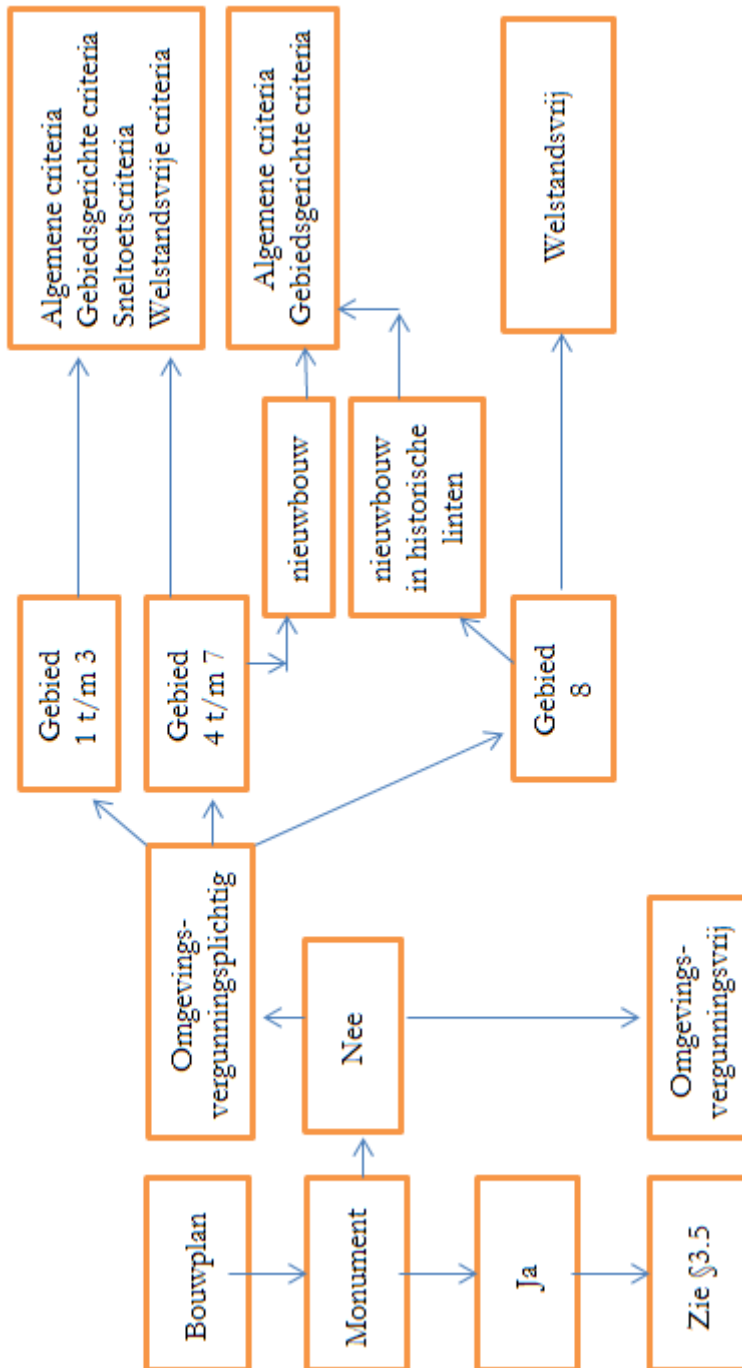 Bouwplan
Monument
Ja
Zie §3.5
Nee
Omgevings-
vergunningsplichtig
Omgevings-
vergunningsvrij
Gebied
1 t/m 3
Gebied
4 t/m 7
Gebied
8
nieuwbouw
nieuwbouw
in historische
linten
Algemene criteria
Gebiedsgerichte criteria
Sneltoetscriteria
Welstandsvrije criteria
Algemene criteria
Gebiedsgerichte criteria
Welstandsvrij